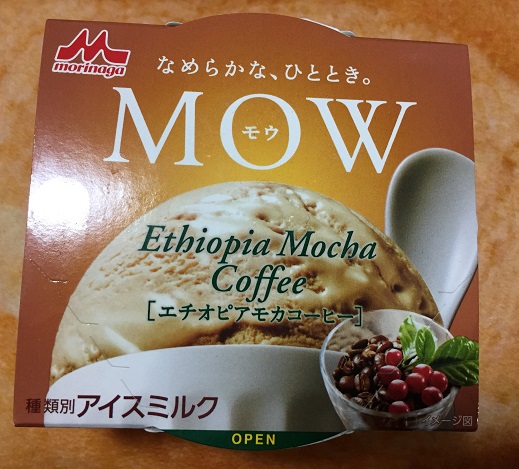 morinaga
なめらかな、ひととき。
MOW
モウ
Ethiopia Mocha
Coffee
[エチオピアモカコーヒー]
種類別 アイスミルク
イメージ図
OPEN